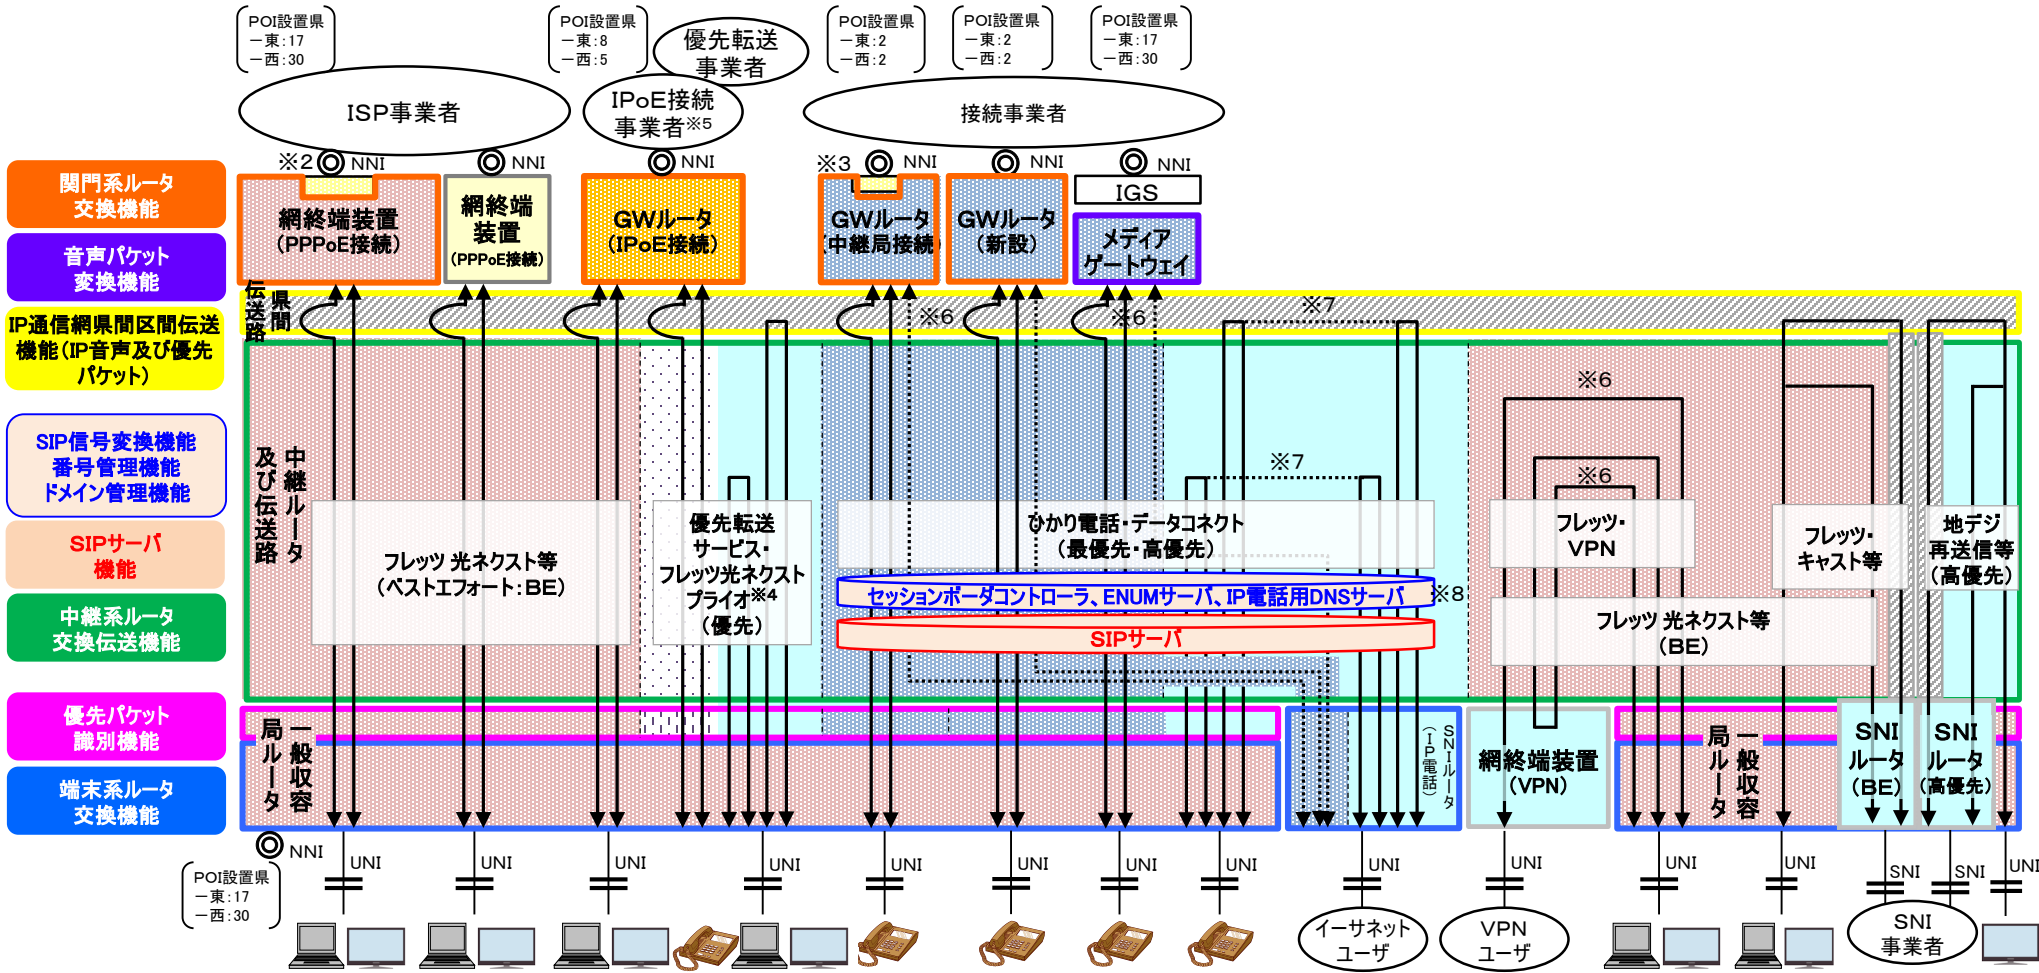 POI設置県
－東：17
－西：30
POI設置県
－東：8
－西：5
優先転送
事業者
POI設置県
－東：2
－西：2
POI設置県
－東：2
－西：2
POI設置県
－東：17
－西：30
ISP事業者
IPoE接続
事業者※5
接続事業者
※2
NNI
NNI
NNI
※3
NNI
NNI
NNI
関門系ルータ
交換機能
音声パケット
変換機能
IP通信網県間区間伝送
機能（IP音声及び優先
パケット）
SIP信号変換機能
番号管理機能
ドメイン管理機能
SIPサーバ
機能
中継系ルータ
交換伝送機能
優先パケット
識別機能
端末系ルータ
交換機能
網終端装置
（PPPoE接続）
網終端
装置
（PPPoE接続）
GWルータ
（IPoE接続）
GWルータ
（中継局接続）
GWルータ
（新設）
IGS
メディア
ゲートウェイ
県間
伝送路
※6
※6
※7
中継ルータ
及び伝送路
※7
※6
※6
フレッツ 光ネクスト等
（ベストエフォート：BE）
優先転送
サービス・
フレッツ光ネクスト
プライオ※4
（優先）
ひかり電話・データコネクト
（最優先・高優先）
セッションボーダコントローラ、ENUMサーバ、IP電話用DNSサーバ
※8
SIPサーバ
フレッツ・
VPN
フレッツ 光ネクスト等
（BE）
フレッツ・
キャスト等
地デジ
再送信等
（高優先）
一般収容
局ルータ
SNIルータ
（IP電話）
網終端装置
（VPN）
一般収容
局ルータ
SNI
ルータ
（BE）
SNI
ルータ
（高優先）
NNI
POI設置県
－東：17
－西：30
UNI
UNI
UNI
UNI
UNI
UNI
UNI
UNI
UNI
UNI
UNI
UNI
SNI
SNI
UNI
イーサネット
ユーザ
VPN
ユーザ
SNI
事業者